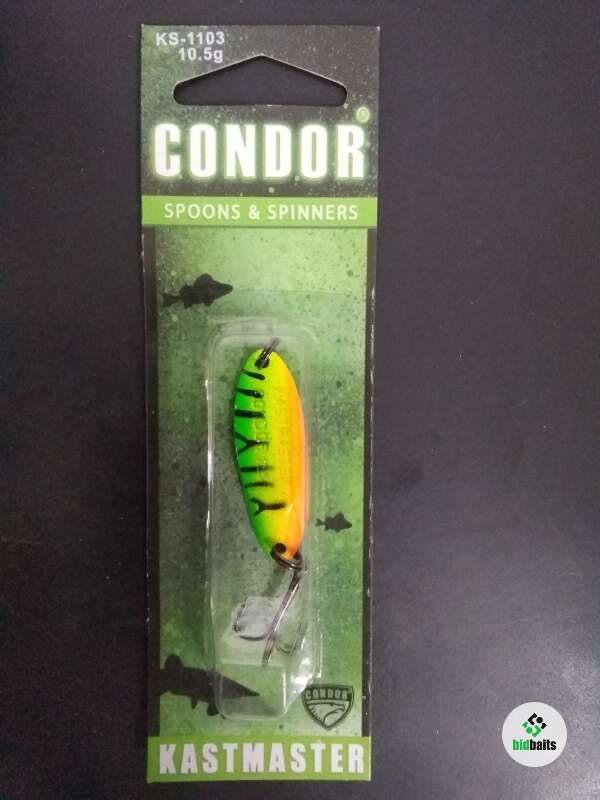 KS-1103
10.5g
CONDOR
SPOONS & SPINNERS
CONDOR
KASTMASTER
bidbaits